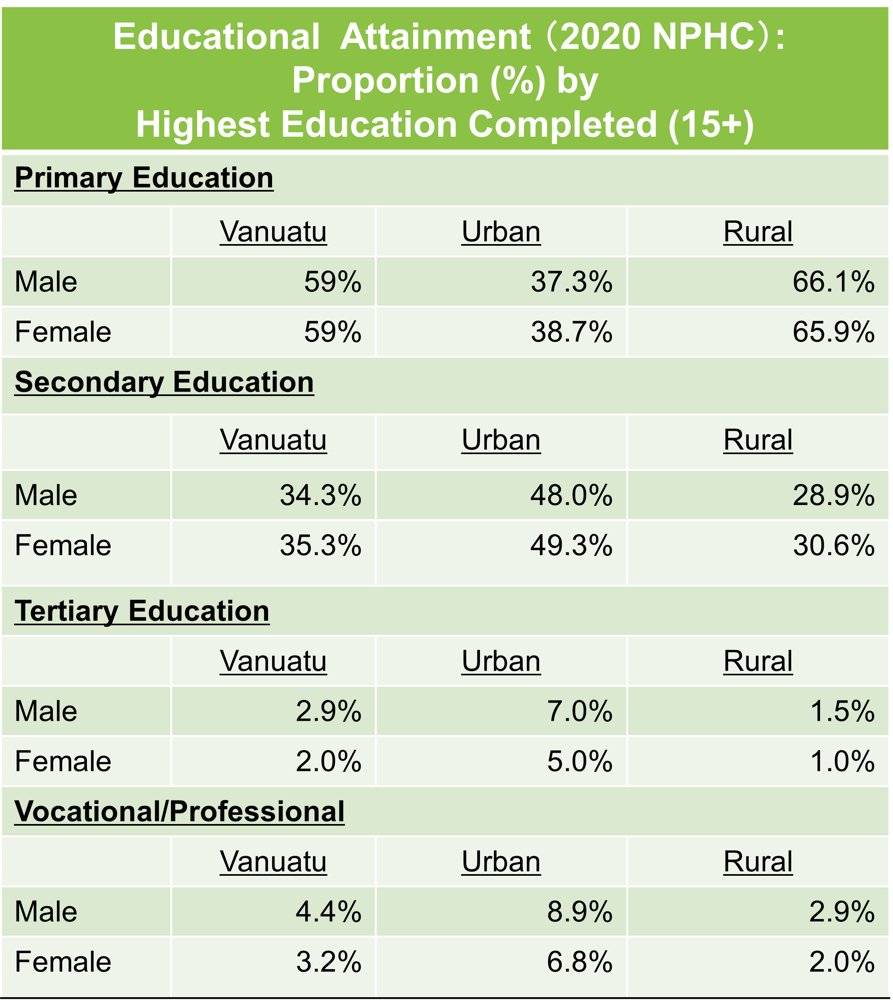 Educational Attainment（2020 NPHC）:
Proportion (%) by
Highest Education Completed (15+)
Primary Education
Vanuatu Urban Rural
Male 59% 37.3% 66.1%
Female 59% 38.7% 65.9%
Secondary Education
Vanuatu Urban Rural
Male 34.3% 48.0% 28.9%
Female 35.3% 49.3% 30.6%
Tertiary Education
Vanuatu Urban Rural
Male 2.9% 7.0% 1.5%
Female 2.0% 5.0% 1.0%
Vocational/Professional
Vanuatu Urban Rural
Male 4.4% 8.9% 2.9%
Female 3.2% 6.8% 2.0%